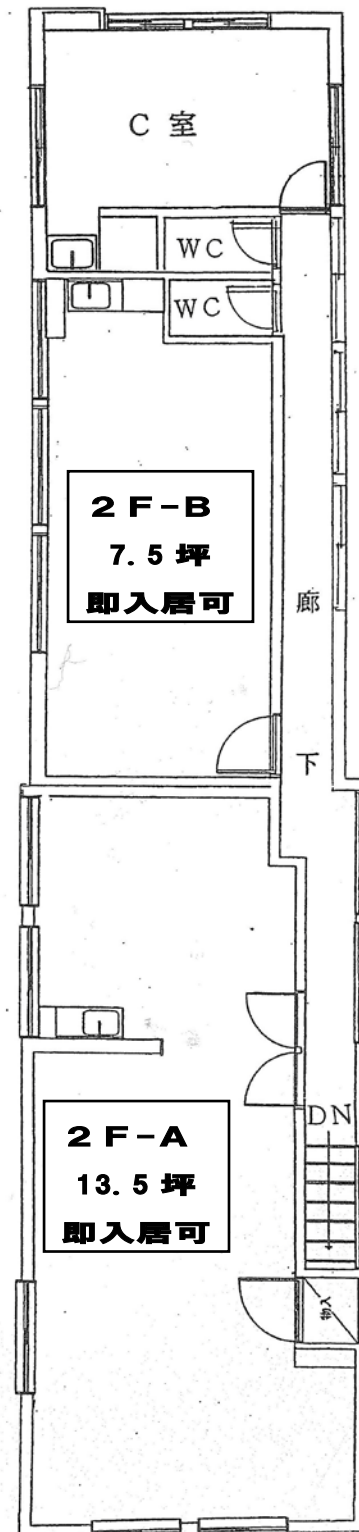 C 室
WC
WC
2F-B
7.5坪
即入居可
廊下
2F-A
13.5坪
即入居可
DN
物入